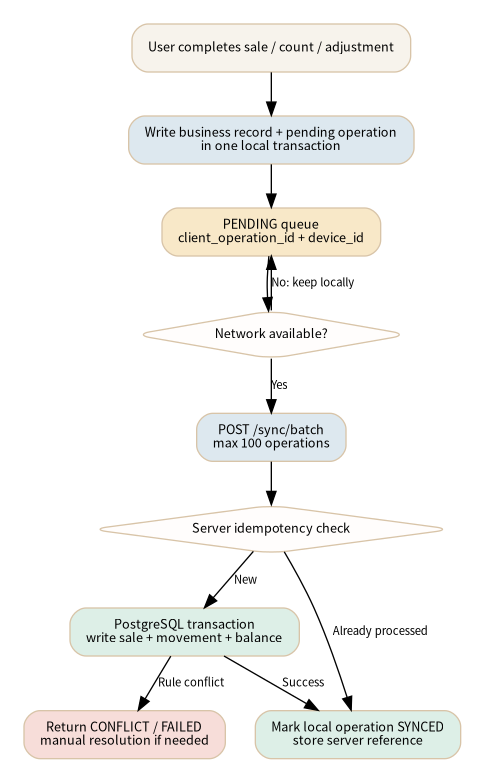 User completes sale / count / adjustment
Write business record + pending operation
in one local transaction
PENDING queue
client_operation_id + device_id
No: keep locally
Network available?
Yes
POST /sync/batch
max 100 operations
Server idempotency check
New
Already processed
PostgreSQL transaction
write sale + movement + balance
Rule conflict
Success
Return CONFLICT / FAILED
manual resolution if needed
Mark local operation SYNCED
store server reference